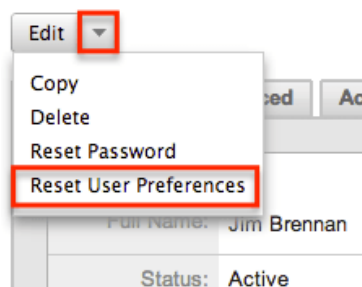 Edit
Copy
Delete
Reset Password
Reset User Preferences
Full Name: Jim Brennan
Status: Active